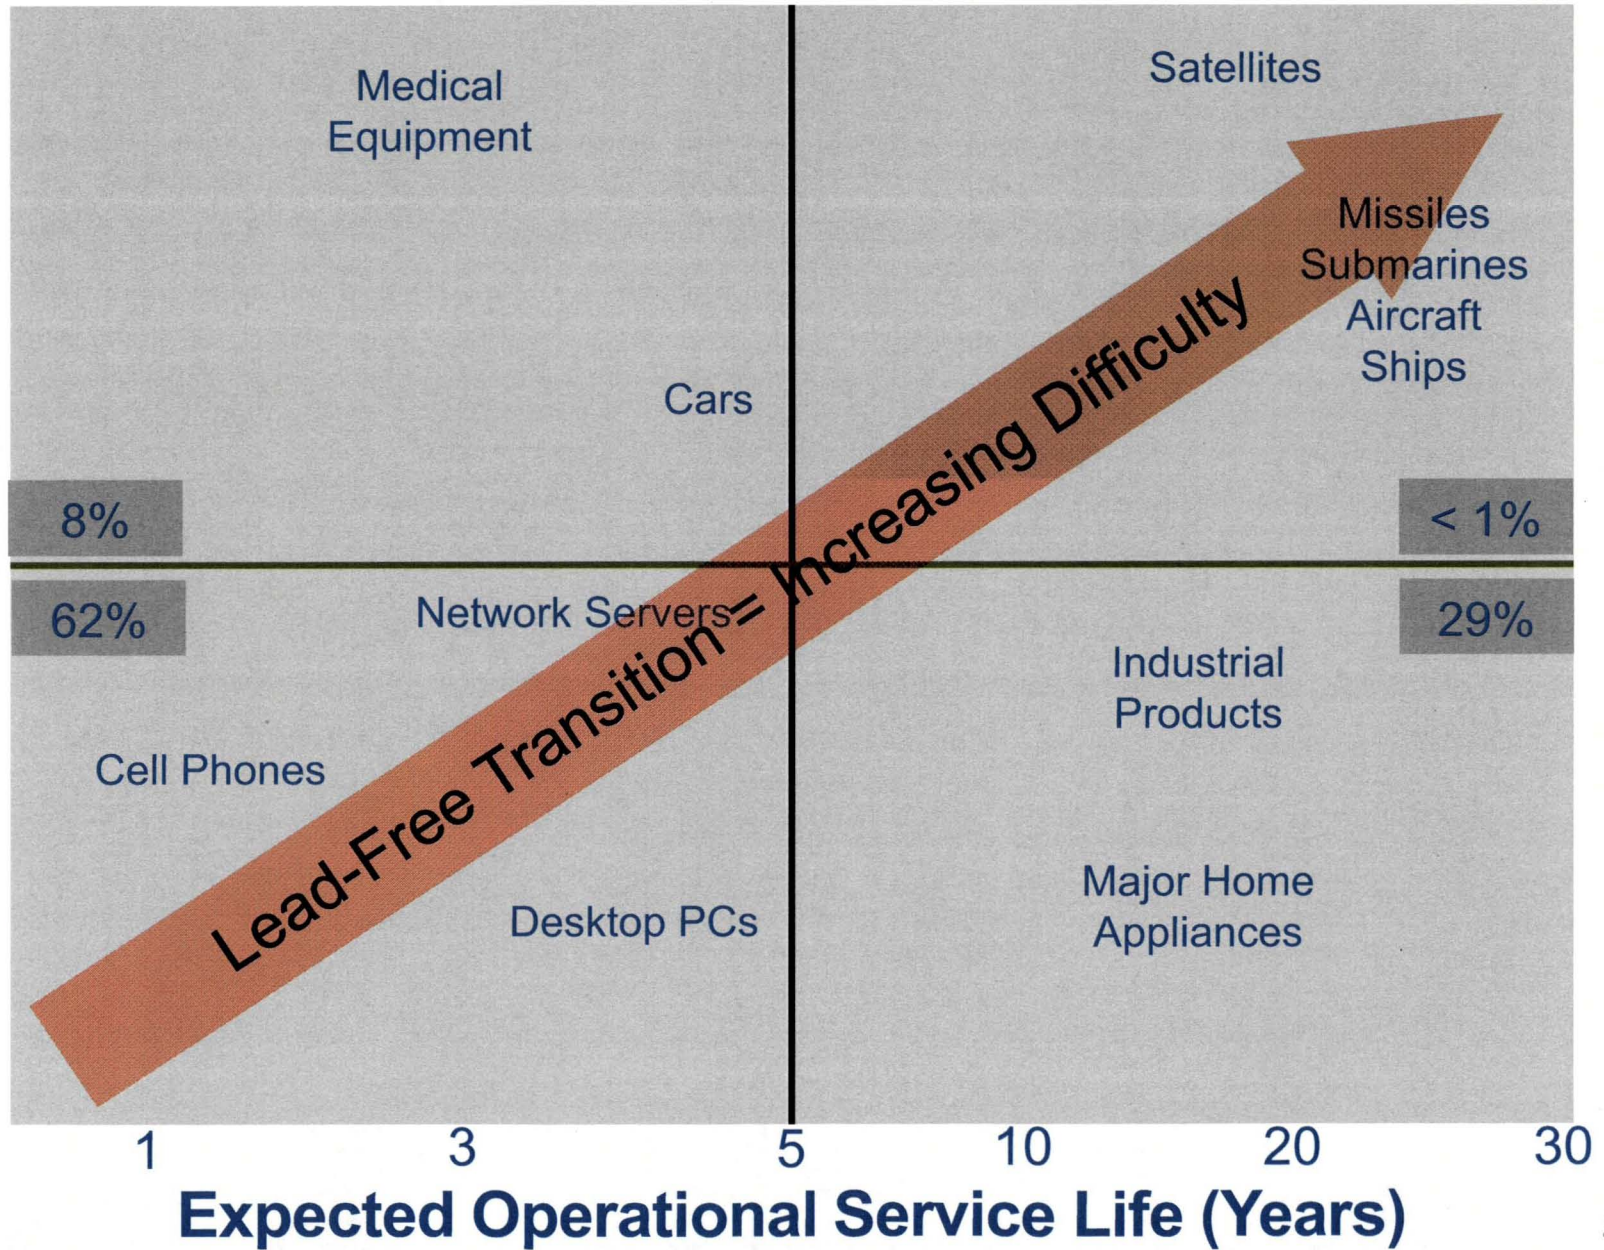 Medical
Equipment
Satellites
Missiles
Submarines
Aircraft
Ships
Cars
8%
< 1%
62%
29%
Network Servers
Lead-Free Transition = Increasing Difficulty
Industrial
Products
Cell Phones
Major Home
Appliances
Desktop PCs
1 3 5 10 20 30
Expected Operational Service Life (Years)